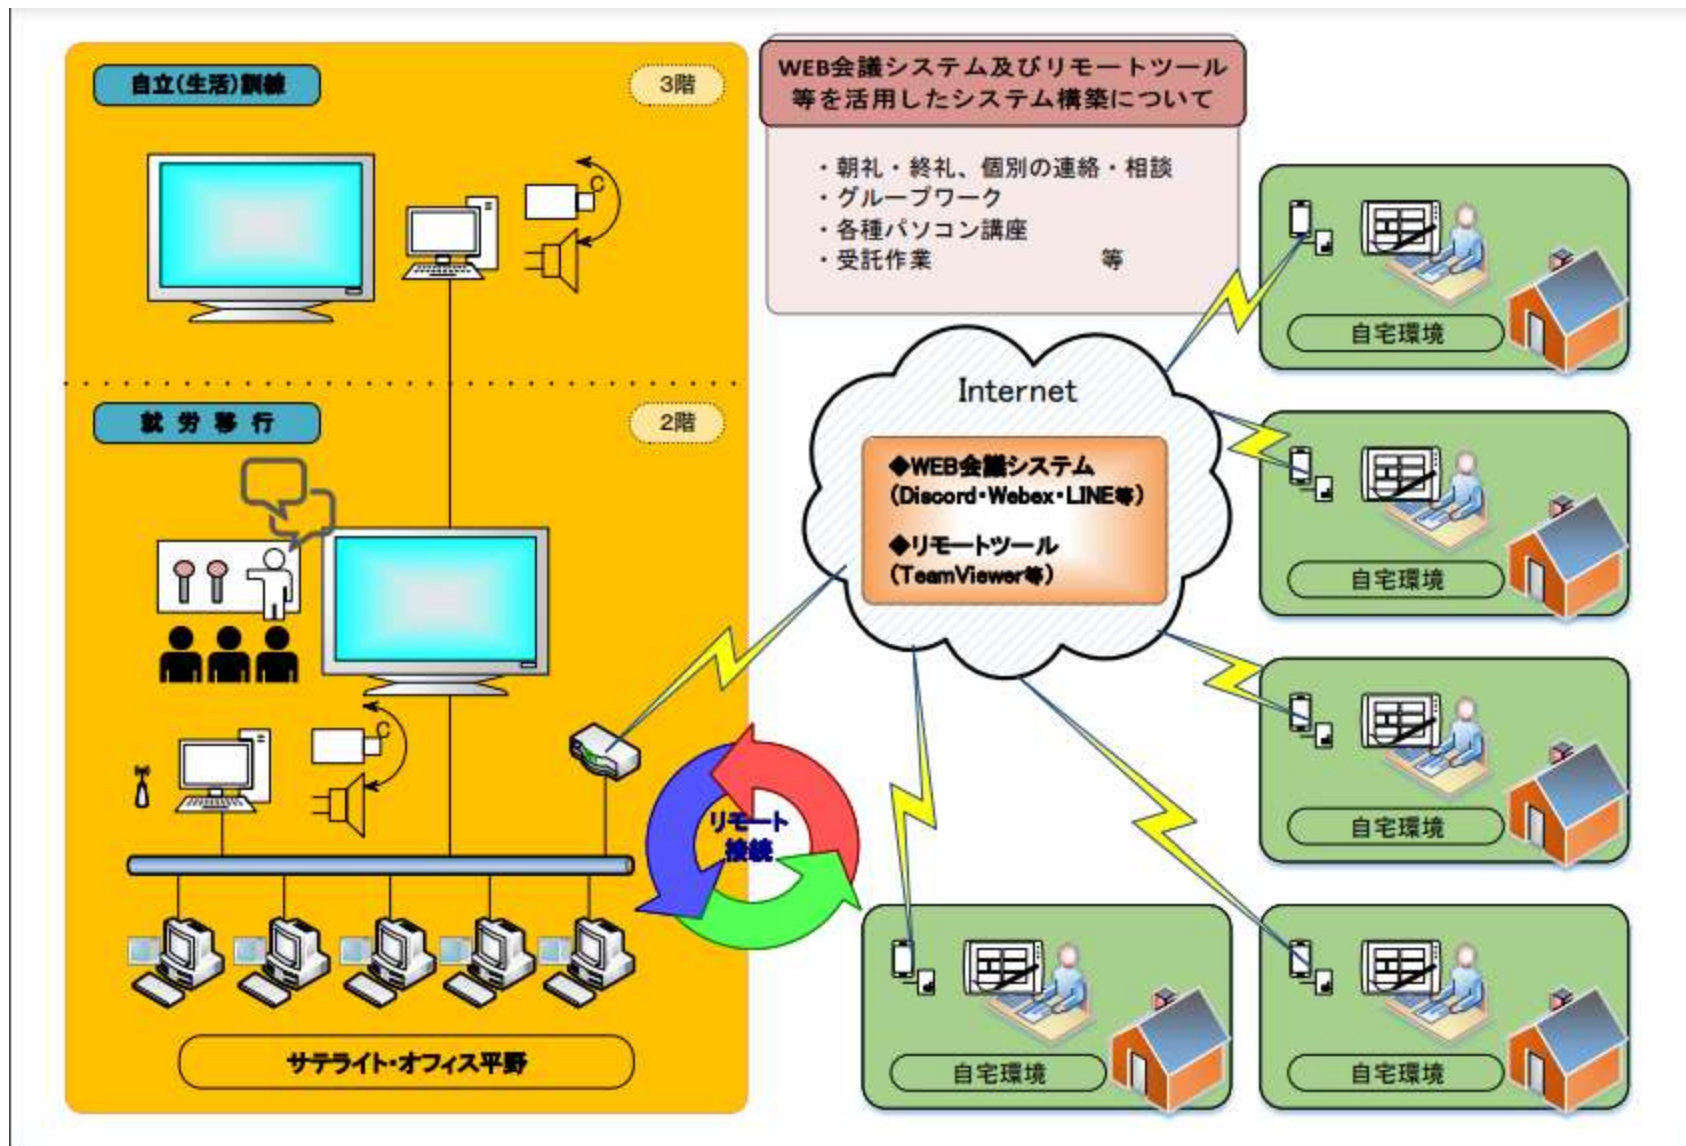 自立(生活)訓練
3階
WEB会議システム及びリモートツール
等を活用したシステム構築について
・朝礼・終礼、個別の連絡・相談
・グループワーク
・各種パソコン講座
・受託作業　　　　等
自宅環境
Internet
就労移行
2階
◆WEB会議システム
(Discord・Webex・LINE等)
◆リモートツール
(TeamViewer等)
自宅環境
自宅環境
リモート
接続
サテライト・オフィス平野
自宅環境
自宅環境